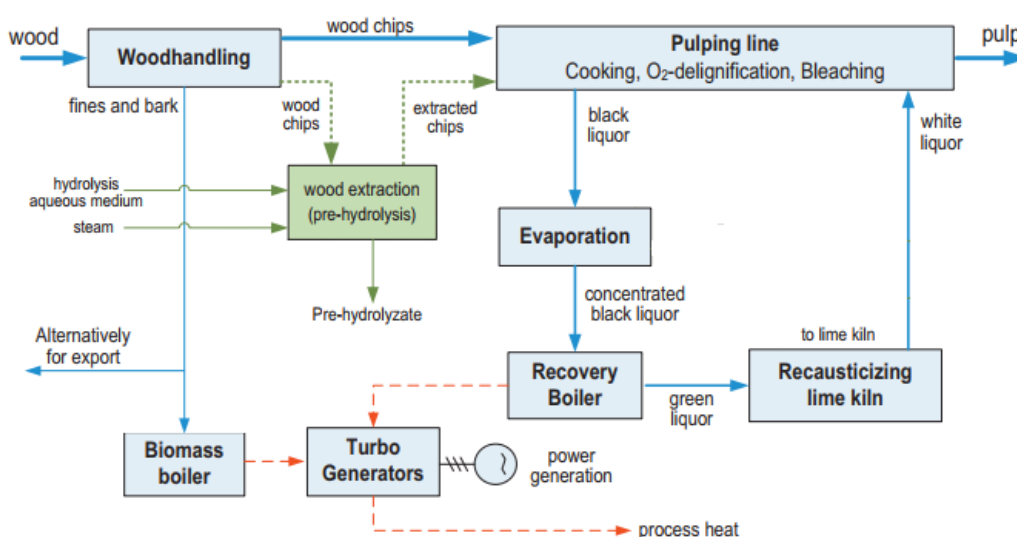 wood
Woodhandling
wood chips
Pulping line
Cooking, O₂-delignification, Bleaching
pulp
fines and bark
wood
chips
extracted
chips
black
liquor
white
liquor
hydrolysis
aqueous medium
steam
wood extraction
(pre-hydrolysis)
Evaporation
Pre-hydrolyzate
concentrated
black liquor
Alternatively
for export
to lime kiln
Recovery
Boiler
green
liquor
Recausticizing
lime kiln
Biomass
boiler
Turbo
Generators
power
generation
process heat